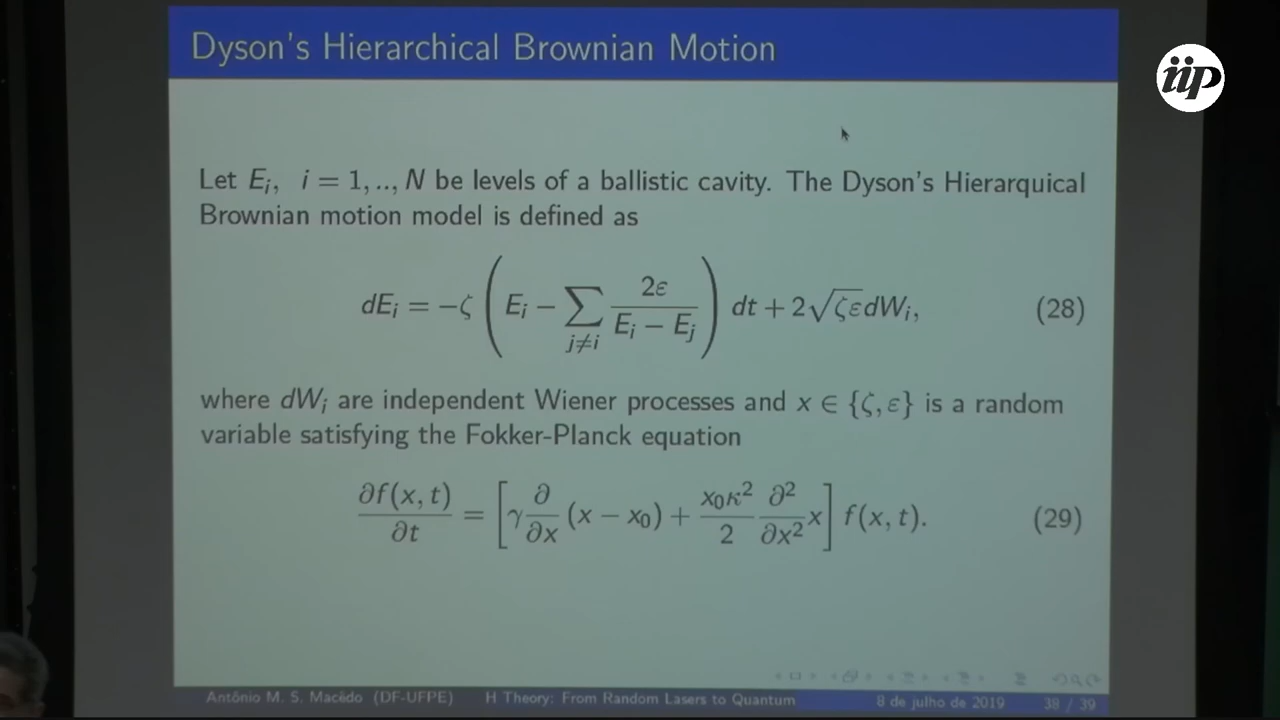 Dyson's Hierarchical Brownian Motion
iip
Let E_i, i = 1, .., N be levels of a ballistic cavity. The Dyson's Hierarquical
Brownian motion model is defined as
dE_i = −ζ ( E_i − ∑_{j≠i} 2ε / (E_i − E_j) ) dt + 2√(ζε) dW_i, (28)
where dW_i are independent Wiener processes and x ∈ {ζ, ε} is a random
variable satisfying the Fokker-Planck equation
∂f(x, t)/∂t = [ γ ∂/∂x (x − x_0) + (x_0κ^2/2) ∂^2/∂x^2 x ] f(x, t). (29)
Antônio M. S. Macêdo (DF-UFPE) H Theory: From Random Lasers to Quantum 8 de julho de 2019 38 / 39